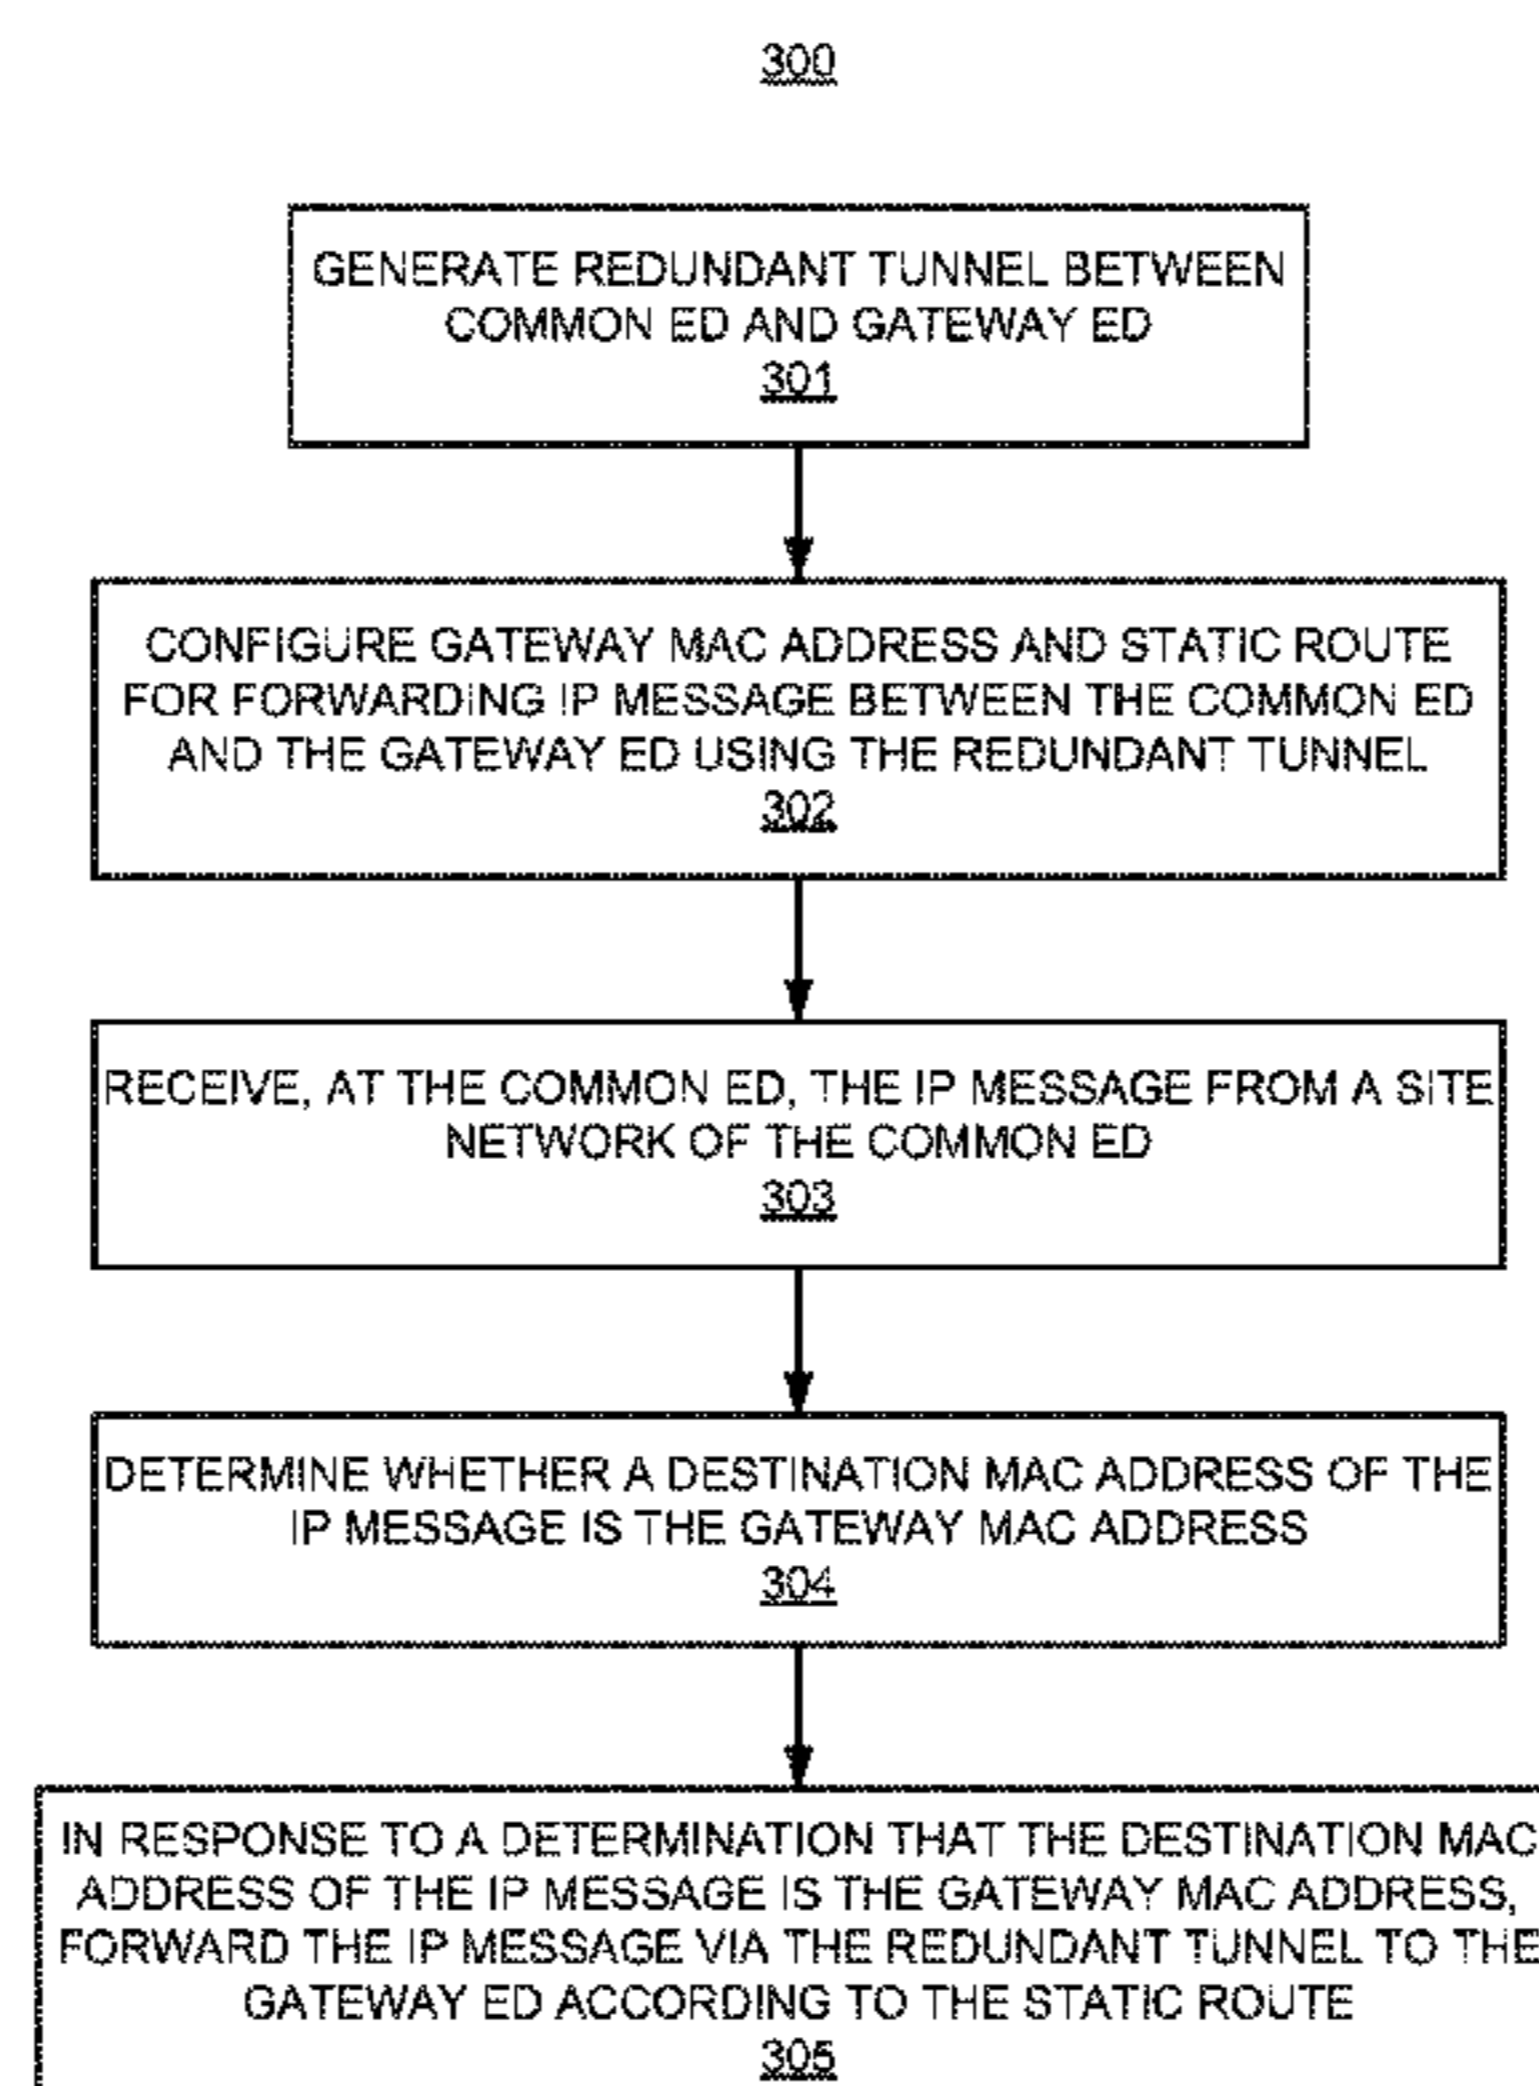 300
GENERATE REDUNDANT TUNNEL BETWEEN
COMMON ED AND GATEWAY ED
301
CONFIGURE GATEWAY MAC ADDRESS AND STATIC ROUTE
FOR FORWARDING IP MESSAGE BETWEEN THE COMMON ED
AND THE GATEWAY ED USING THE REDUNDANT TUNNEL
302
RECEIVE, AT THE COMMON ED, THE IP MESSAGE FROM A SITE
NETWORK OF THE COMMON ED
303
DETERMINE WHETHER A DESTINATION MAC ADDRESS OF THE
IP MESSAGE IS THE GATEWAY MAC ADDRESS
304
IN RESPONSE TO A DETERMINATION THAT THE DESTINATION MAC
ADDRESS OF THE IP MESSAGE IS THE GATEWAY MAC ADDRESS,
FORWARD THE IP MESSAGE VIA THE REDUNDANT TUNNEL TO THE
GATEWAY ED ACCORDING TO THE STATIC ROUTE
305